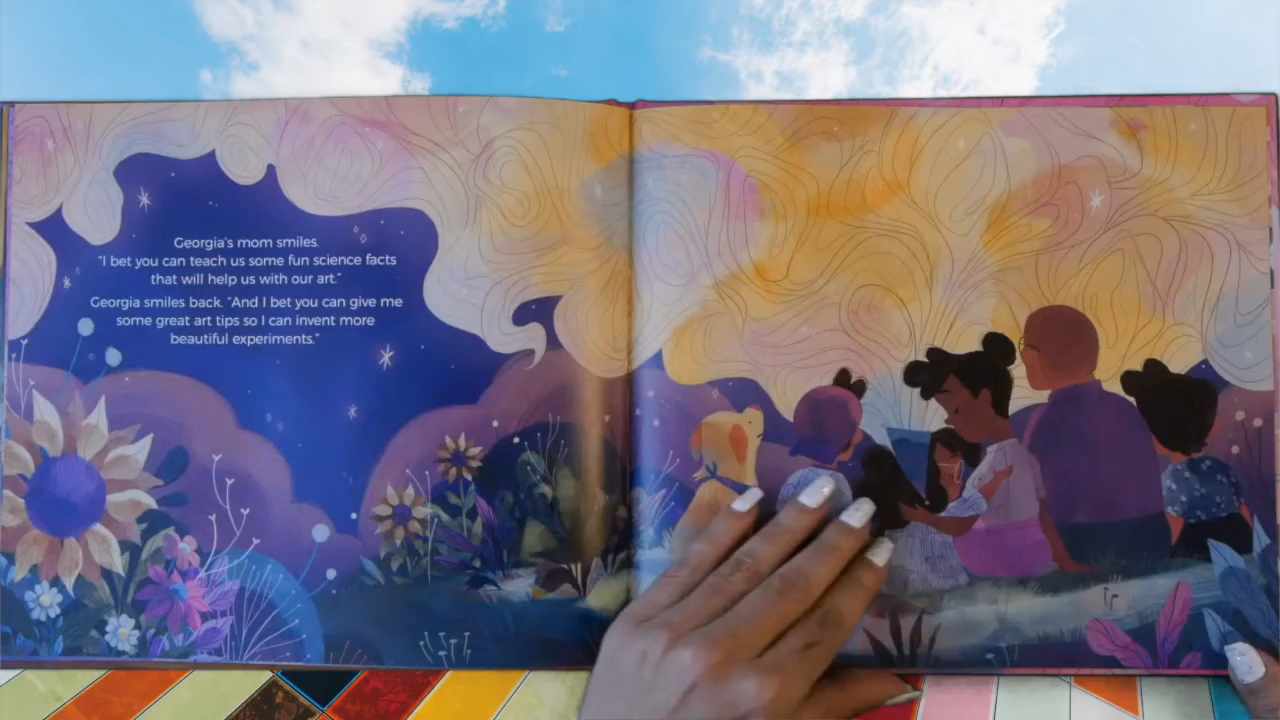 Georgia's mom smiles.
"I bet you can teach us some fun science facts
that will help us with our art."
Georgia smiles back. "And I bet you can give me
some great art tips so I can invent more
beautiful experiments."